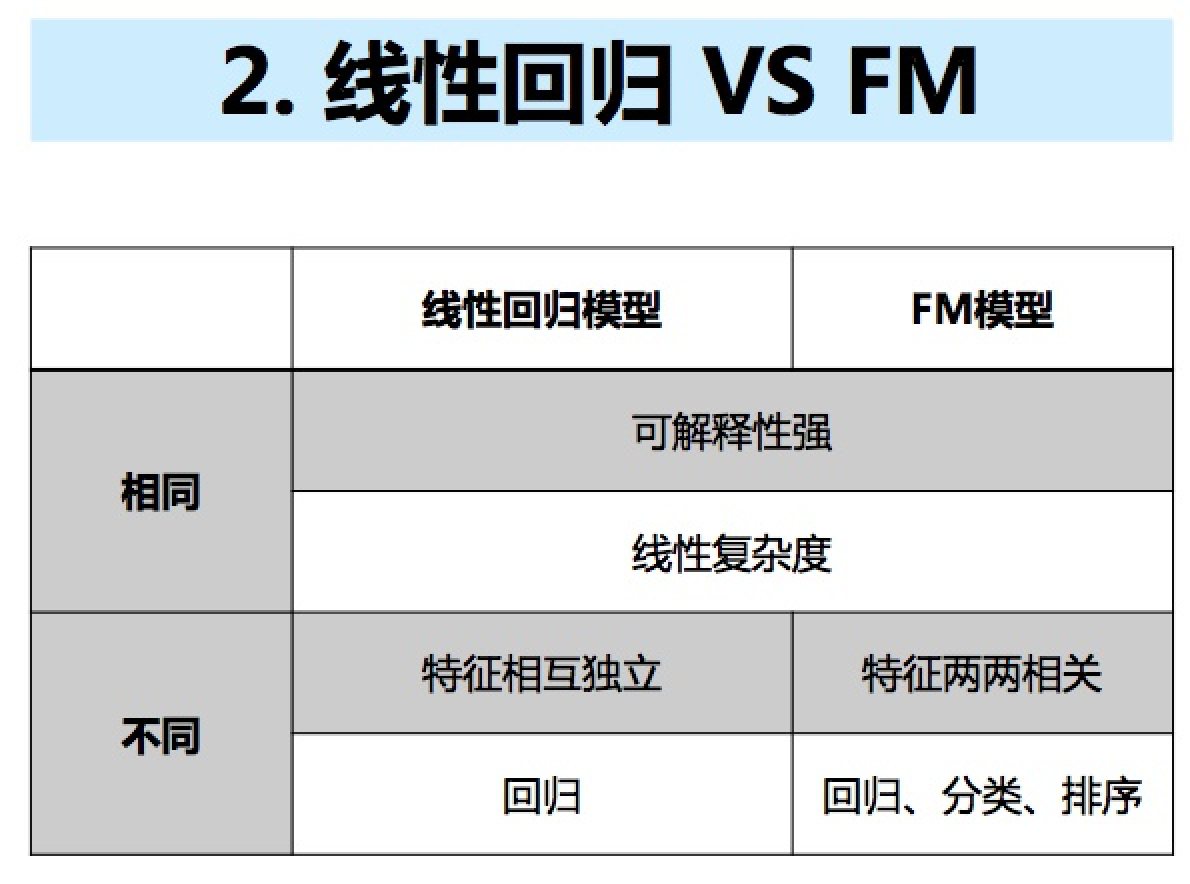 2. 线性回归 VS FM
线性回归模型
FM模型
相同
可解释性强
线性复杂度
不同
特征相互独立
特征两两相关
回归
回归、分类、排序